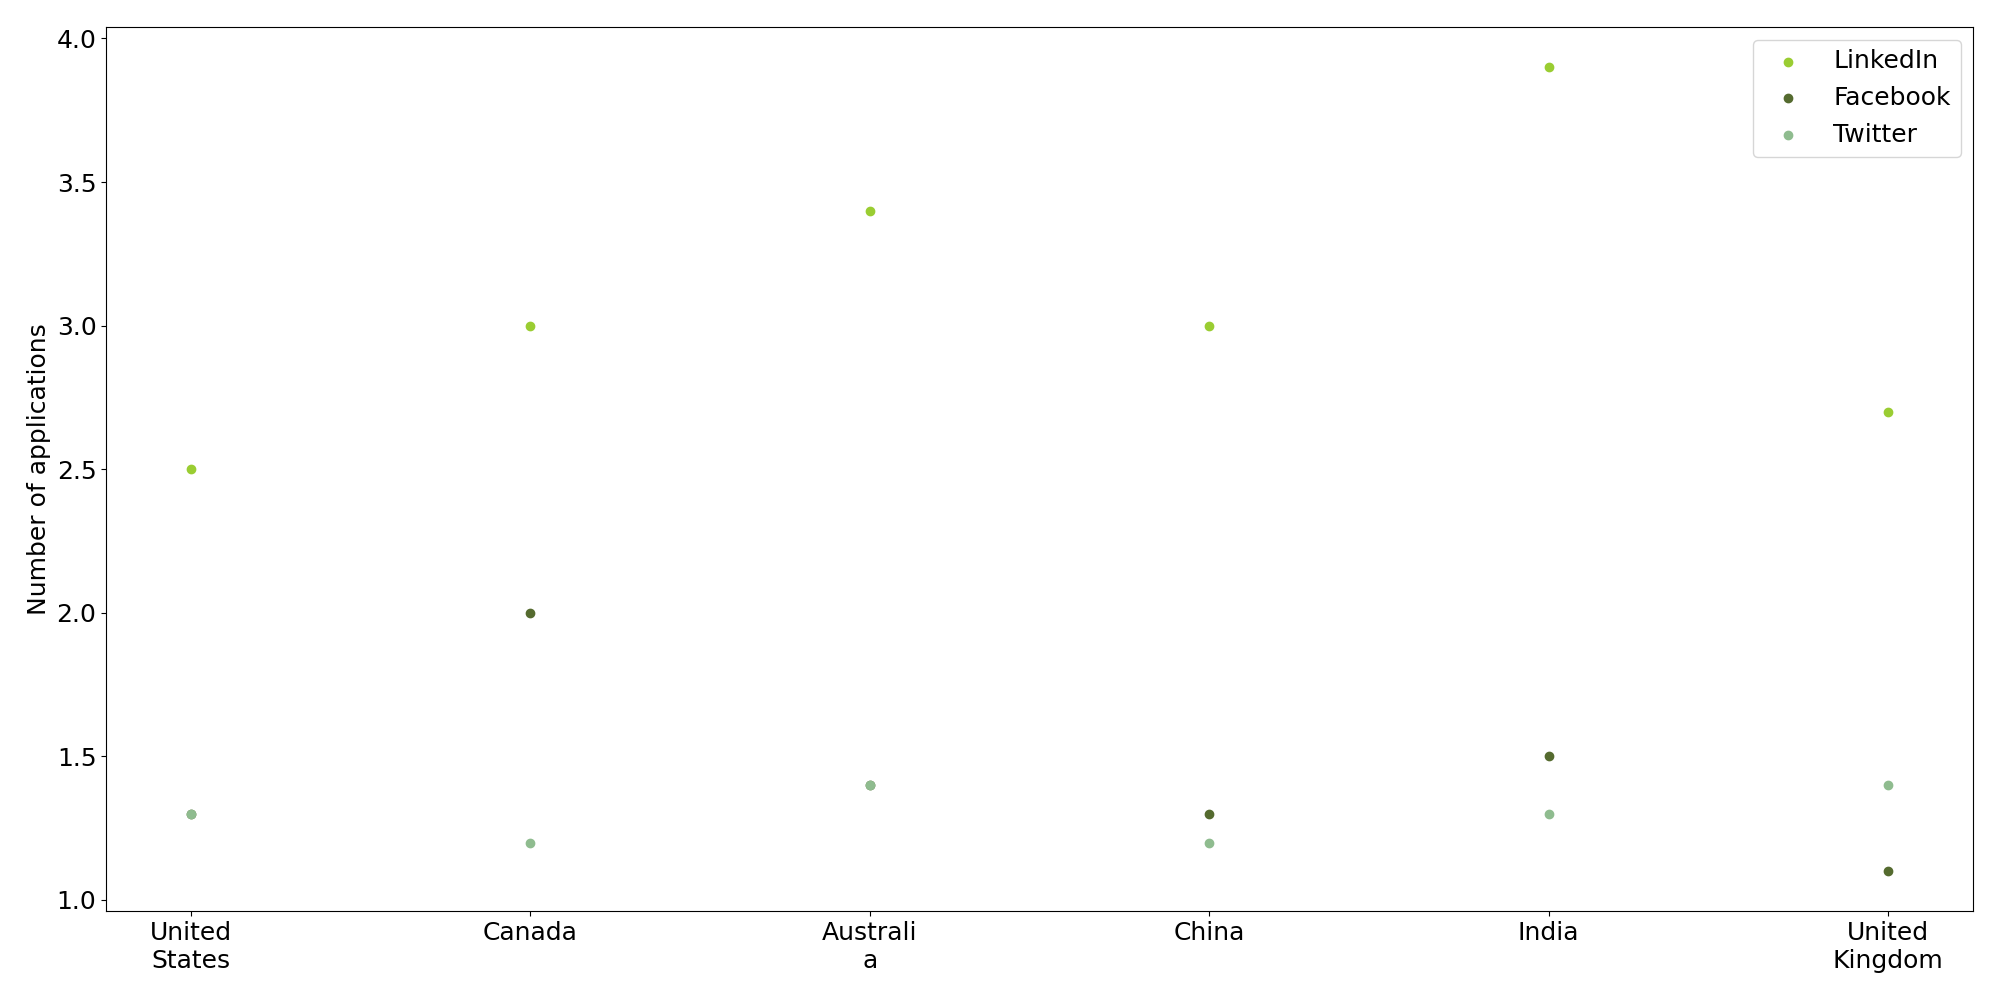 4.0
3.5
3.0
2.5
2.0
1.5
1.0
Number of applications
LinkedIn
Facebook
Twitter
United
States
Canada
Australi
a
China
India
United
Kingdom